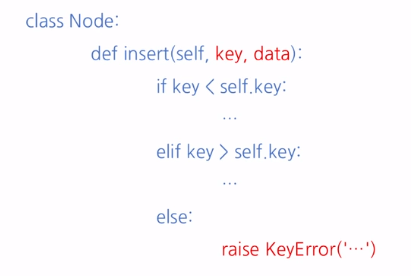 class Node:
def insert(self, key, data):
if key < self.key:
…
elif key > self.key:
…
else:
raise KeyError('…')